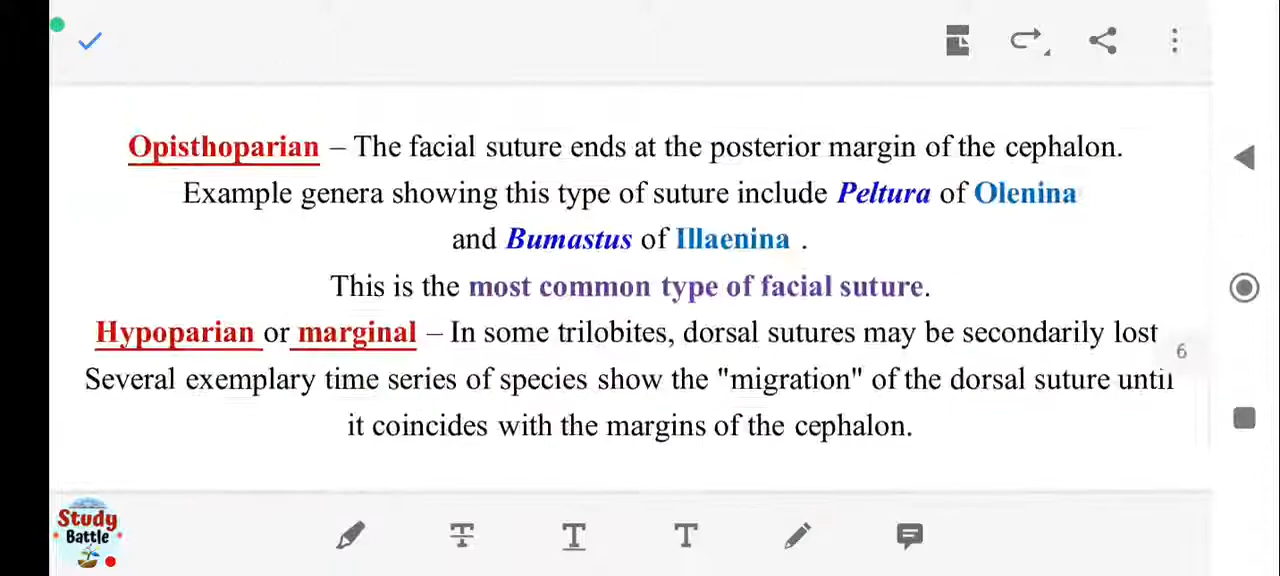 Opisthoparian – The facial suture ends at the posterior margin of the cephalon.
Example genera showing this type of suture include Peltura of Olenina
and Bumastus of Illaenina .
This is the most common type of facial suture.
Hypoparian or marginal – In some trilobites, dorsal sutures may be secondarily lost
6
Several exemplary time series of species show the "migration" of the dorsal suture until
it coincides with the margins of the cephalon.
Study
Battle
T
T
T